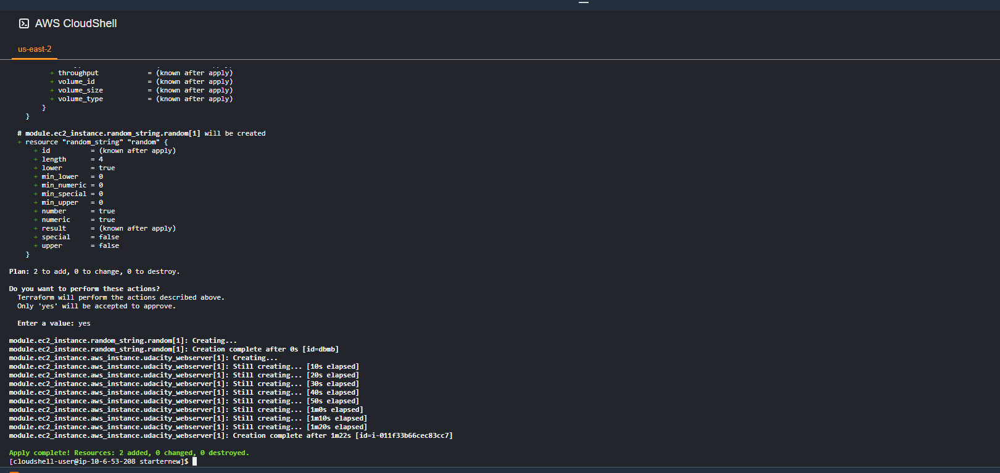 AWS CloudShell
us-east-2
+ throughput = (known after apply)
+ volume_id = (known after apply)
+ volume_size = (known after apply)
+ volume_type = (known after apply)
}
}
# module.ec2_instance.random_string.random[1] will be created
+ resource "random_string" "random" {
+ id = (known after apply)
+ length = 4
+ lower = true
+ min_lower = 0
+ min_numeric = 0
+ min_special = 0
+ min_upper = 0
+ number = true
+ numeric = true
+ result = (known after apply)
+ special = false
+ upper = false
}
Plan: 2 to add, 0 to change, 0 to destroy.
Do you want to perform these actions?
Terraform will perform the actions described above.
Only 'yes' will be accepted to approve.
Enter a value: yes
module.ec2_instance.random_string.random[1]: Creating...
module.ec2_instance.random_string.random[1]: Creation complete after 0s [id=dbmb]
module.ec2_instance.aws_instance.udacity_webserver[1]: Creating...
module.ec2_instance.aws_instance.udacity_webserver[1]: Still creating... [10s elapsed]
module.ec2_instance.aws_instance.udacity_webserver[1]: Still creating... [20s elapsed]
module.ec2_instance.aws_instance.udacity_webserver[1]: Still creating... [30s elapsed]
module.ec2_instance.aws_instance.udacity_webserver[1]: Still creating... [40s elapsed]
module.ec2_instance.aws_instance.udacity_webserver[1]: Still creating... [50s elapsed]
module.ec2_instance.aws_instance.udacity_webserver[1]: Still creating... [1m0s elapsed]
module.ec2_instance.aws_instance.udacity_webserver[1]: Still creating... [1m10s elapsed]
module.ec2_instance.aws_instance.udacity_webserver[1]: Still creating... [1m20s elapsed]
module.ec2_instance.aws_instance.udacity_webserver[1]: Creation complete after 1m22s [id=i-011f33b66cec83cc7]
Apply complete! Resources: 2 added, 0 changed, 0 destroyed.
[cloudshell-user@ip-10-6-53-208 starternew]$